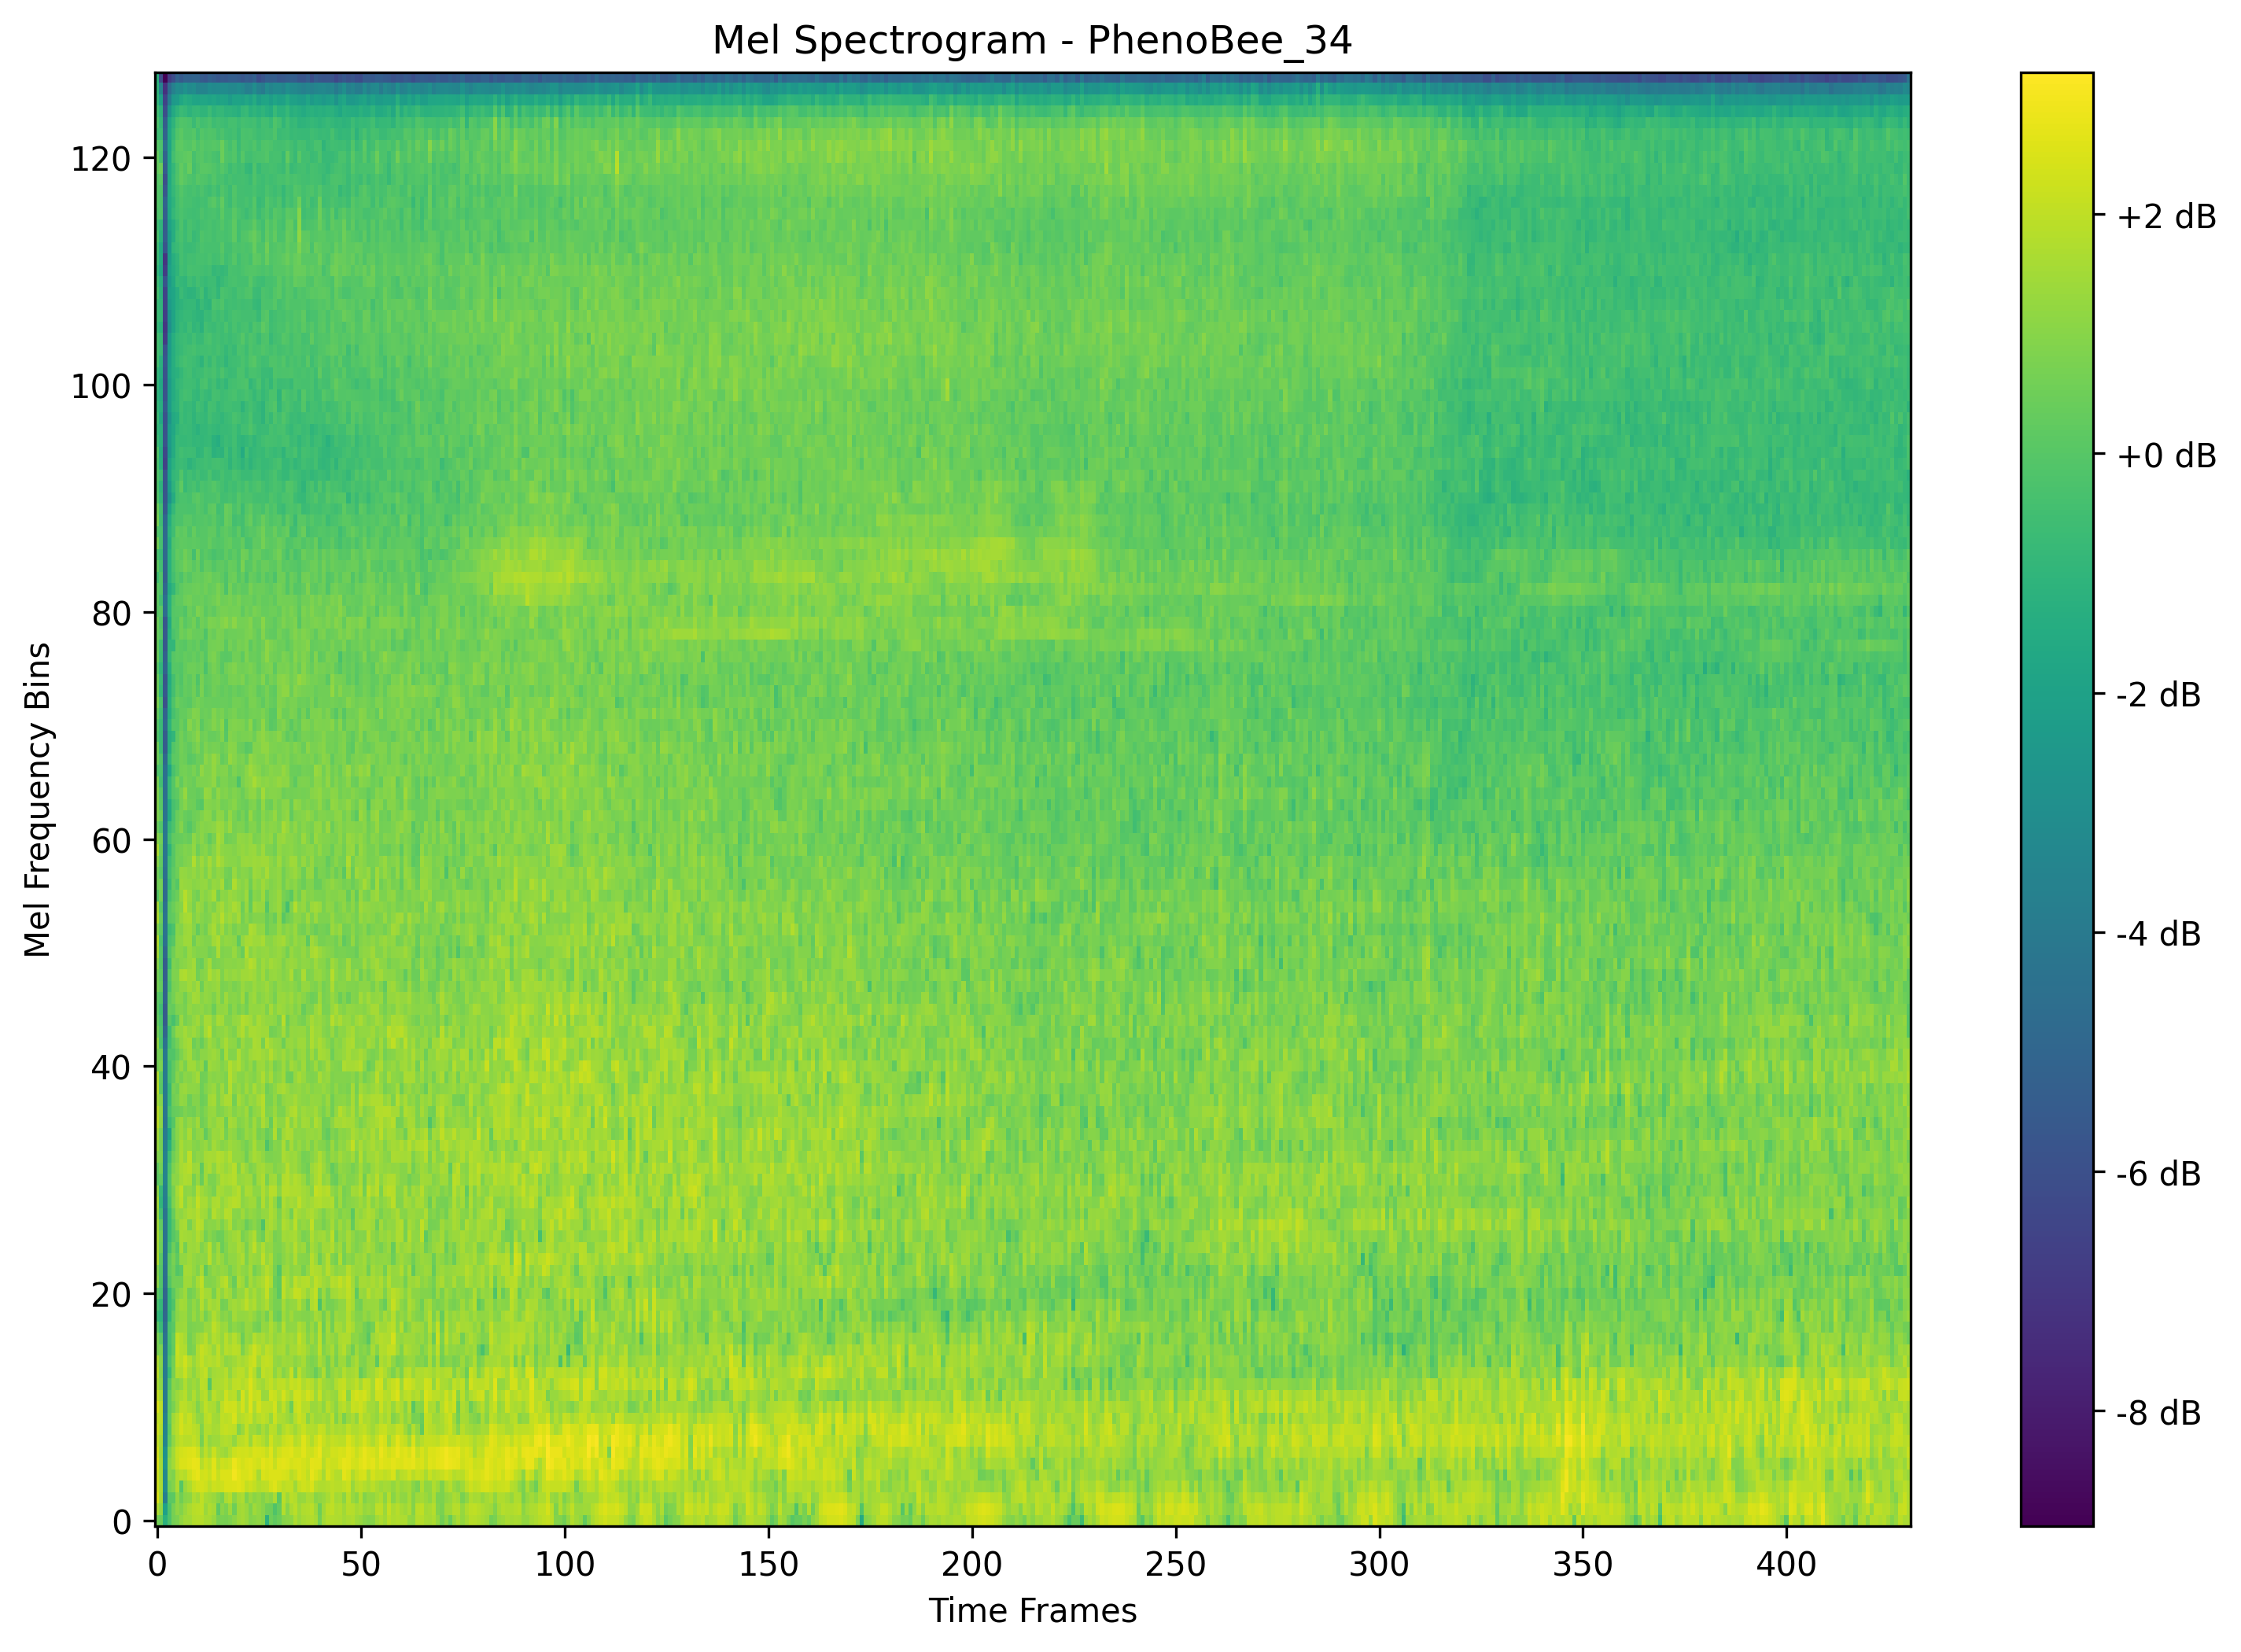 Mel Spectrogram - PhenoBee_34
Mel Frequency Bins
120
100
80
60
40
20
0
0 50 100 150 200 250 300 350 400
Time Frames
+2 dB
+0 dB
-2 dB
-4 dB
-6 dB
-8 dB